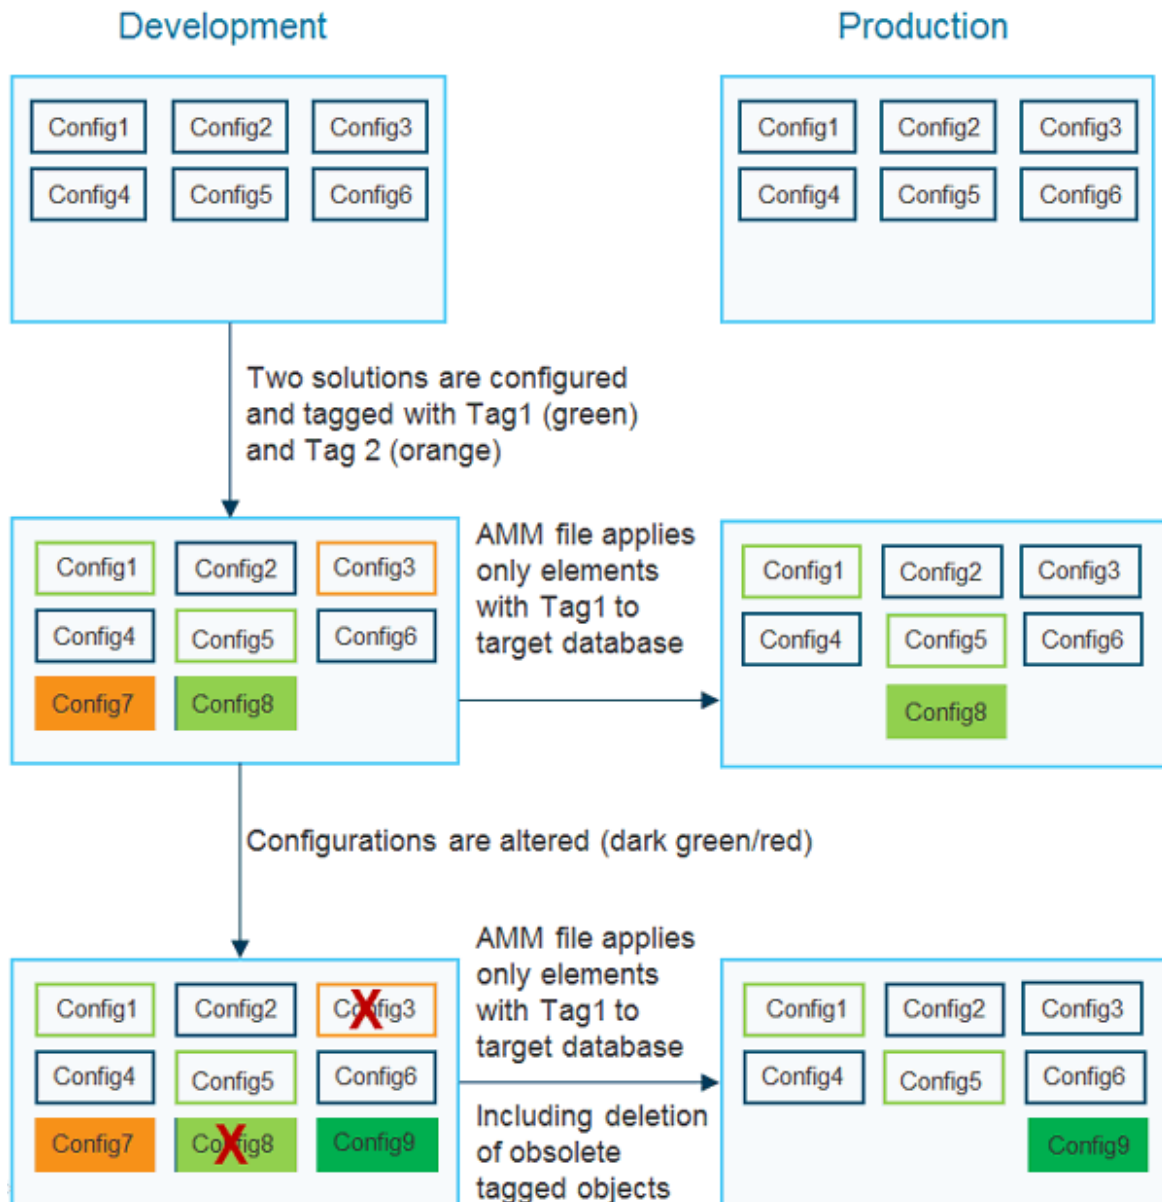 Development
Production
Config1 Config2 Config3
Config4 Config5 Config6
Config1 Config2 Config3
Config4 Config5 Config6
Two solutions are configured
and tagged with Tag1 (green)
and Tag 2 (orange)
Config1 Config2 Config3
Config4 Config5 Config6
Config7 Config8
AMM file applies
only elements
with Tag1 to
target database
Config1 Config2 Config3
Config4 Config5 Config6
Config8
Configurations are altered (dark green/red)
Config1 Config2 Config3
Config4 Config5 Config6
Config7 Config8 Config9
AMM file applies
only elements
with Tag1 to
target database
Including deletion
of obsolete
tagged objects
Config1 Config2 Config3
Config4 Config5 Config6
Config9